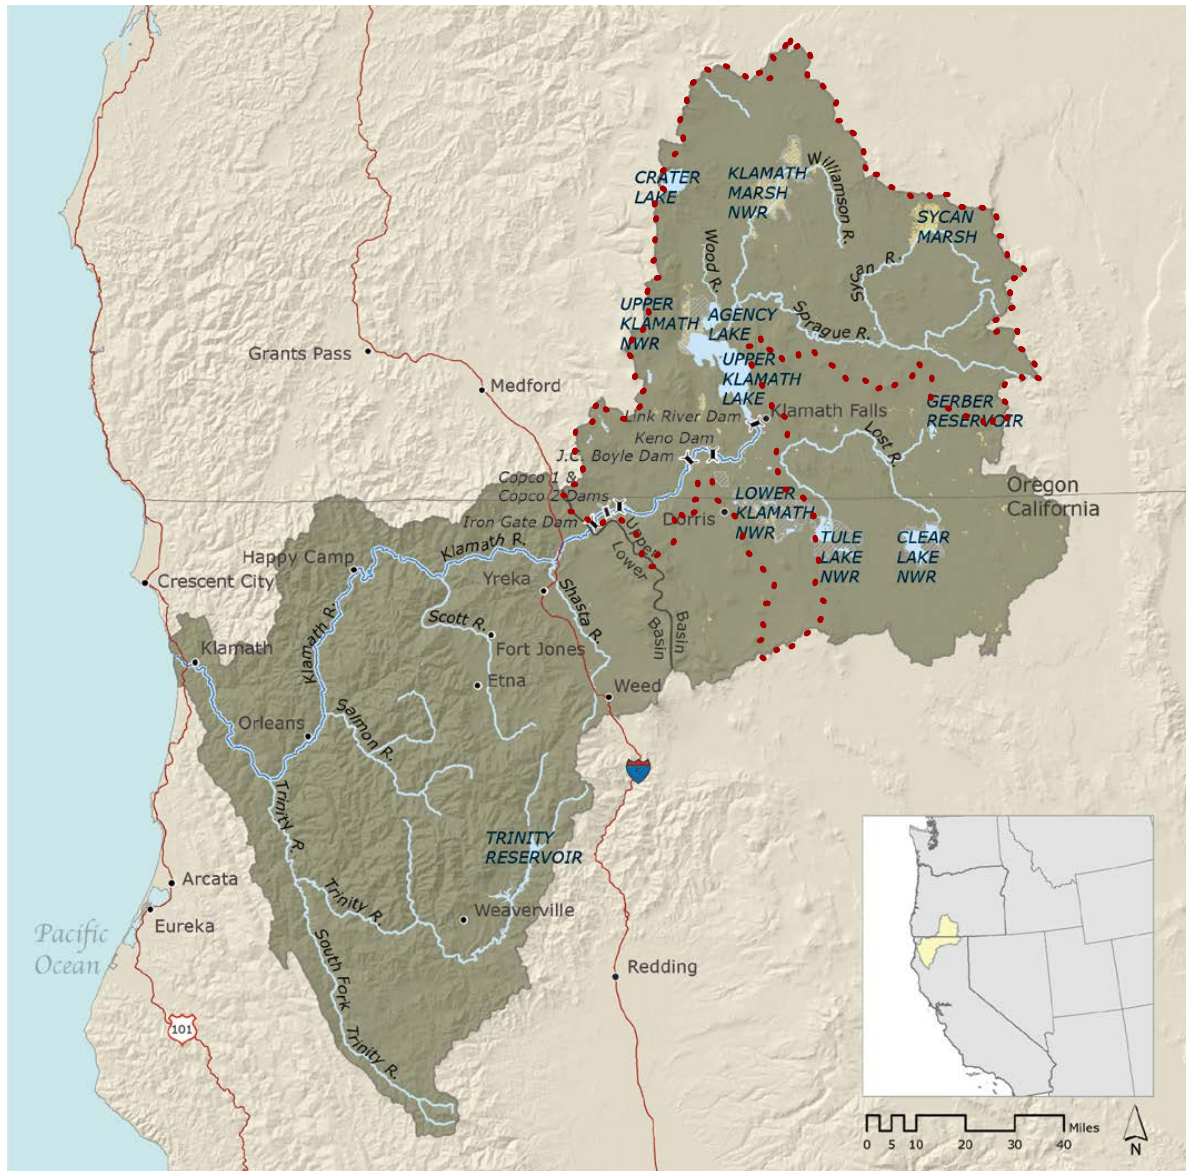 CRATER
LAKE
KLAMATH
MARSH
NWR
Williamson R.
SYCAN
MARSH
Wood R.
Sycan R.
UPPER
KLAMATH
NWR
AGENCY
LAKE
Sprague R.
Grants Pass
UPPER
KLAMATH
LAKE
Medford
GERBER
RESERVOIR
Link River Dam
Klamath Falls
Keno Dam
Lost R.
J.C. Boyle Dam
Copco 1 &
Copco 2 Dams
Oregon
California
LOWER
KLAMATH
NWR
Iron Gate Dam
Dorris
Upper
Lower
Basin
Basin
TULE
LAKE
NWR
CLEAR
LAKE
NWR
Klamath R.
Happy Camp
Crescent City
Yreka
Shasta R.
Klamath R.
Scott R.
Fort Jones
Klamath
Etna
Weed
Orleans
Salmon R.
5
Trinity R.
TRINITY
RESERVOIR
Arcata
Trinity R.
Weaverville
Eureka
Pacific
Ocean
South Fork Trinity R.
Redding
101
Miles
0 5 10 20 30 40
N